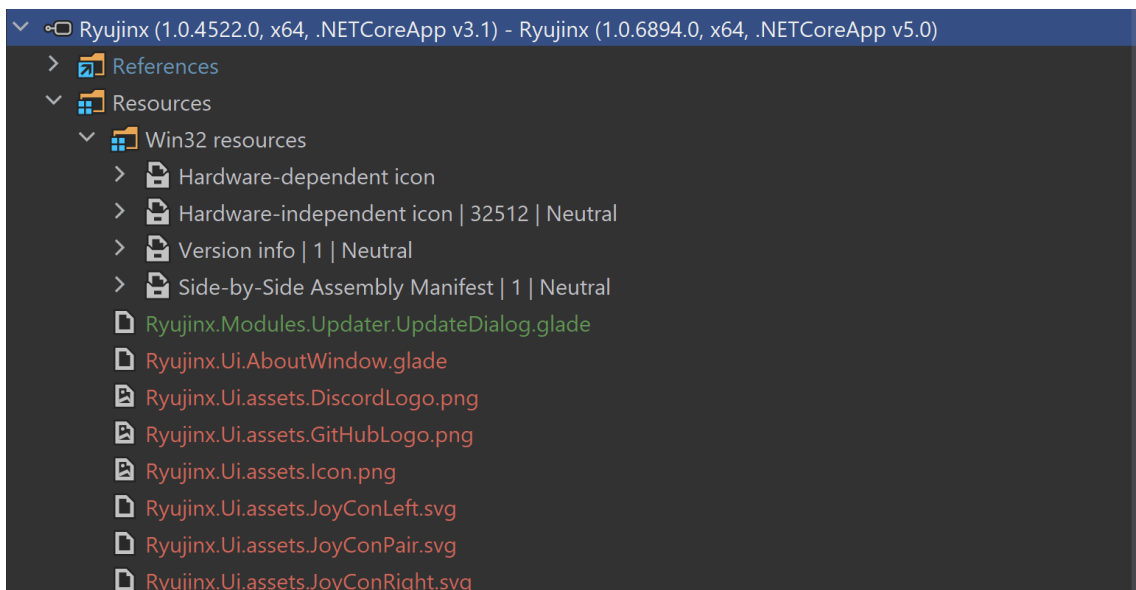 Ryujinx (1.0.4522.0, x64, .NETCoreApp v3.1) - Ryujinx (1.0.6894.0, x64, .NETCoreApp v5.0)
References
Resources
Win32 resources
Hardware-dependent icon
Hardware-independent icon | 32512 | Neutral
Version info | 1 | Neutral
Side-by-Side Assembly Manifest | 1 | Neutral
Ryujinx.Modules.Updater.UpdateDialog.glade
Ryujinx.Ui.AboutWindow.glade
Ryujinx.Ui.assets.DiscordLogo.png
Ryujinx.Ui.assets.GitHubLogo.png
Ryujinx.Ui.assets.Icon.png
Ryujinx.Ui.assets.JoyConLeft.svg
Ryujinx.Ui.assets.JoyConPair.svg
Ryujinx.Ui.assets.JoyConRight.svg